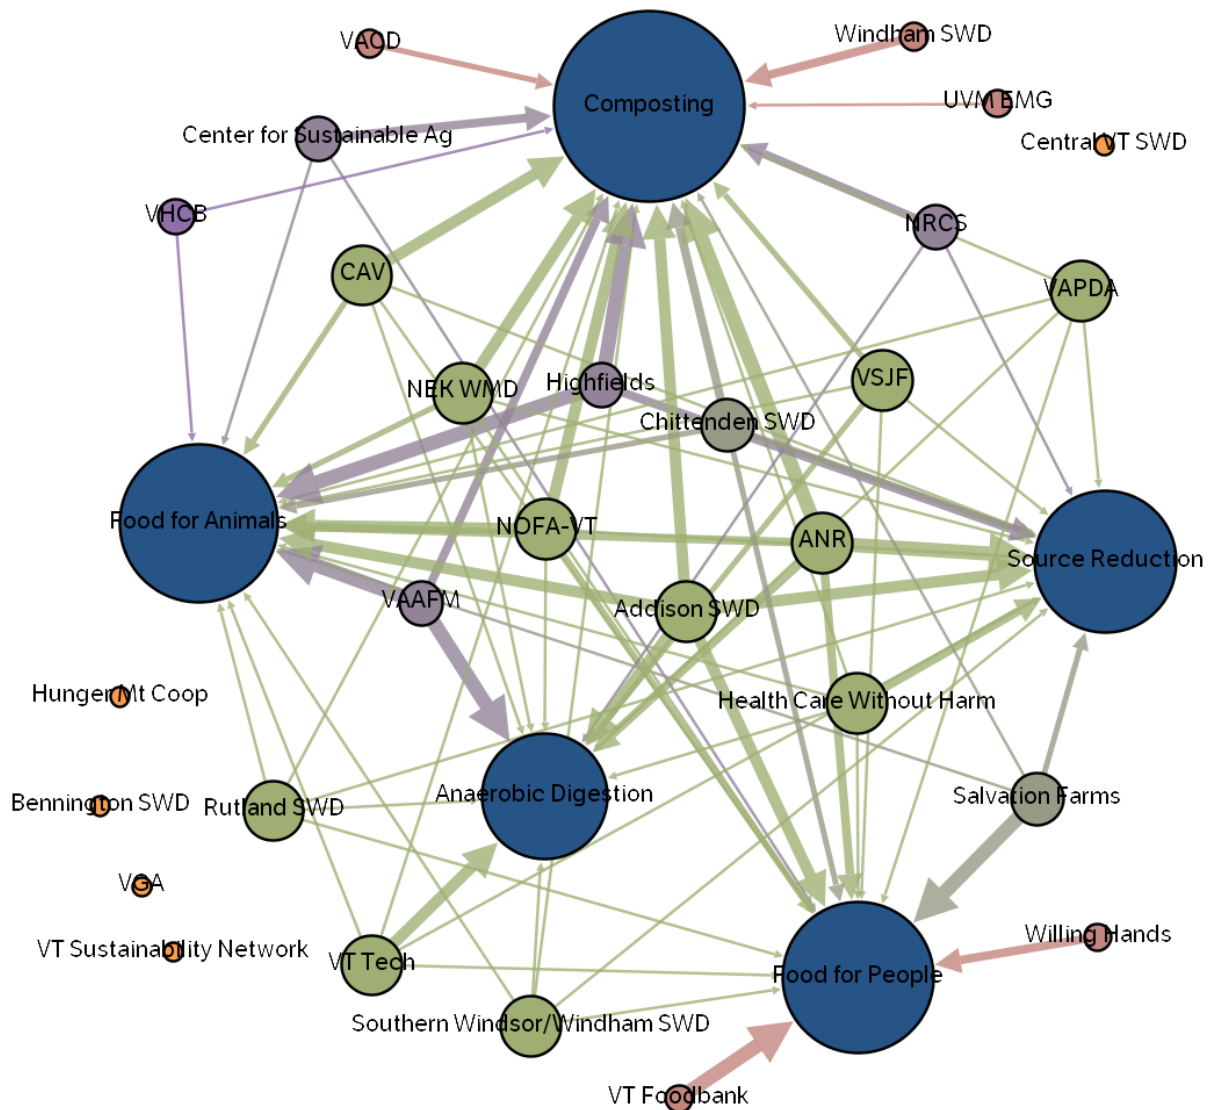 VACD
Windham SWD
Composting
UVM EMG
Center for Sustainable Ag
Central VT SWD
VHCB
NRCS
CAV
VAPDA
NEK WMD
Highfields
VSJF
Chittenden SWD
Food for Animals
NOFA-VT
ANR
Source Reduction
VAAFM
Addison SWD
Hunger Mt Coop
Health Care Without Harm
Bennington SWD
Rutland SWD
Anaerobic Digestion
Salvation Farms
VGA
VT Sustainability Network
VT Tech
Willing Hands
Food for People
Southern Windsor/Windham SWD
VT Foodbank